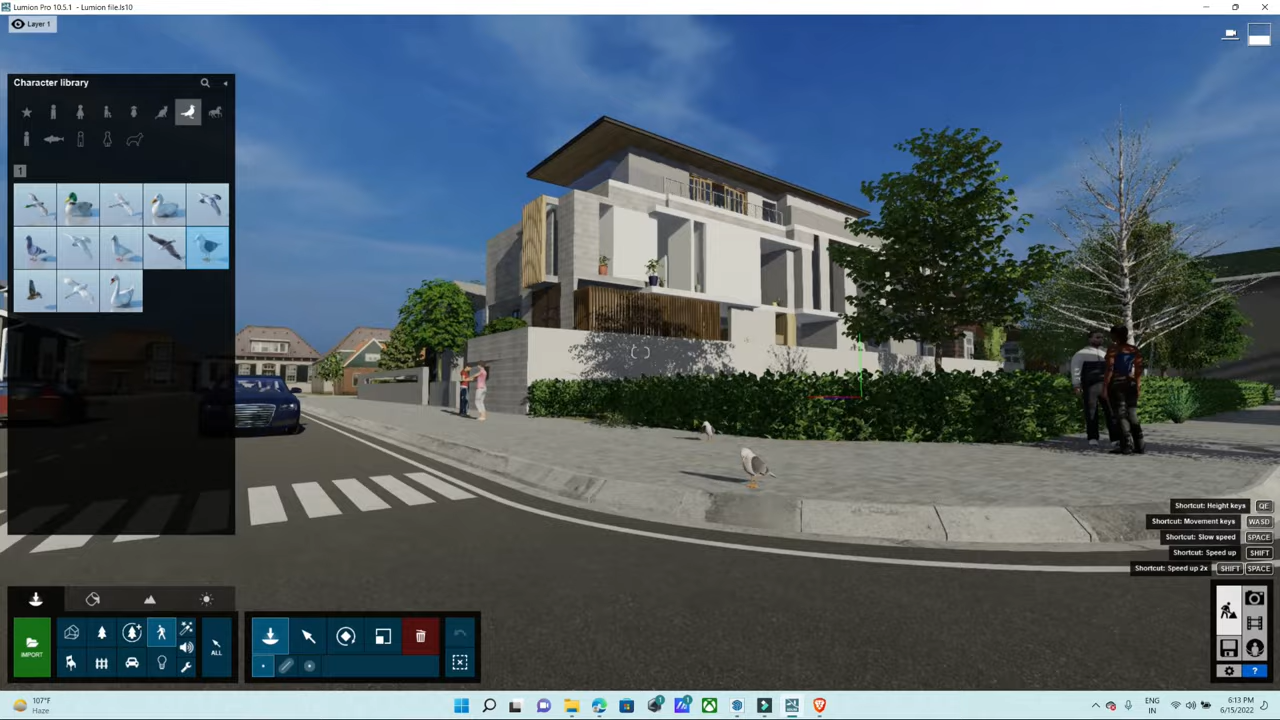 Lumion Pro 10.5.1 - Lumion file.ls10
Layer 1
Character library
1
Shortcut: Height keys QE
Shortcut: Movement keys WASD
Shortcut: Slow speed SPACE
Shortcut: Speed up SHIFT
Shortcut: Speed up 2x SHIFT SPACE
IMPORT
ALL
?
107°F
Haze
ENG
IN
6:13 PM
6/15/2022